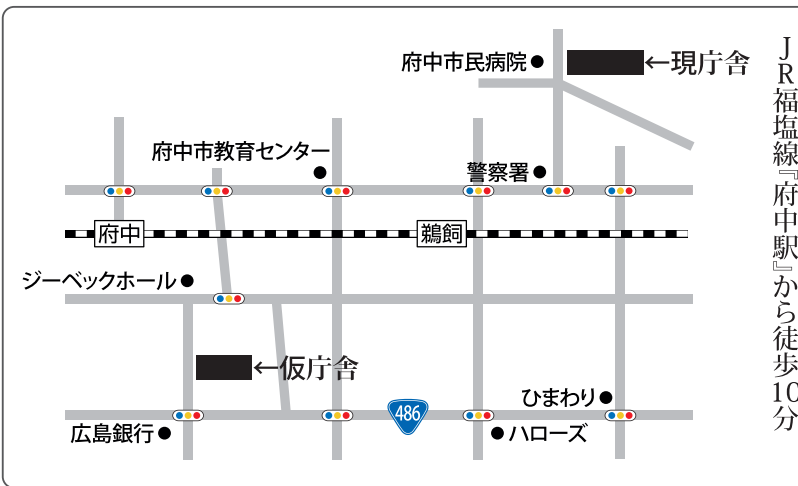 府中市民病院
←現庁舎
府中市教育センター
警察署
府中
鵜飼
ジーベックホール
←仮庁舎
ひまわり
486
広島銀行
ハローズ
JR福塩線『府中駅』から徒歩10分